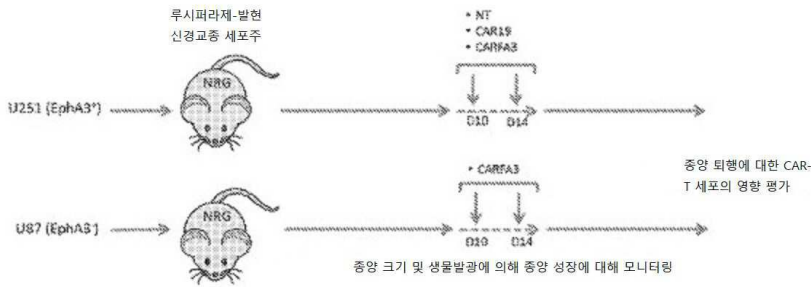 루시퍼라제-발현
신경교종 세포주
• NT
• CAR19
• CARFA3
NRG
U251 (EphA3⁺)
D10 D14
종양 퇴행에 대한 CAR-
T 세포의 영향 평가
• CARFA3
NRG
U87 (EphA3⁻)
D10 D14
종양 크기 및 생물발광에 의해 종양 성장에 대해 모니터링